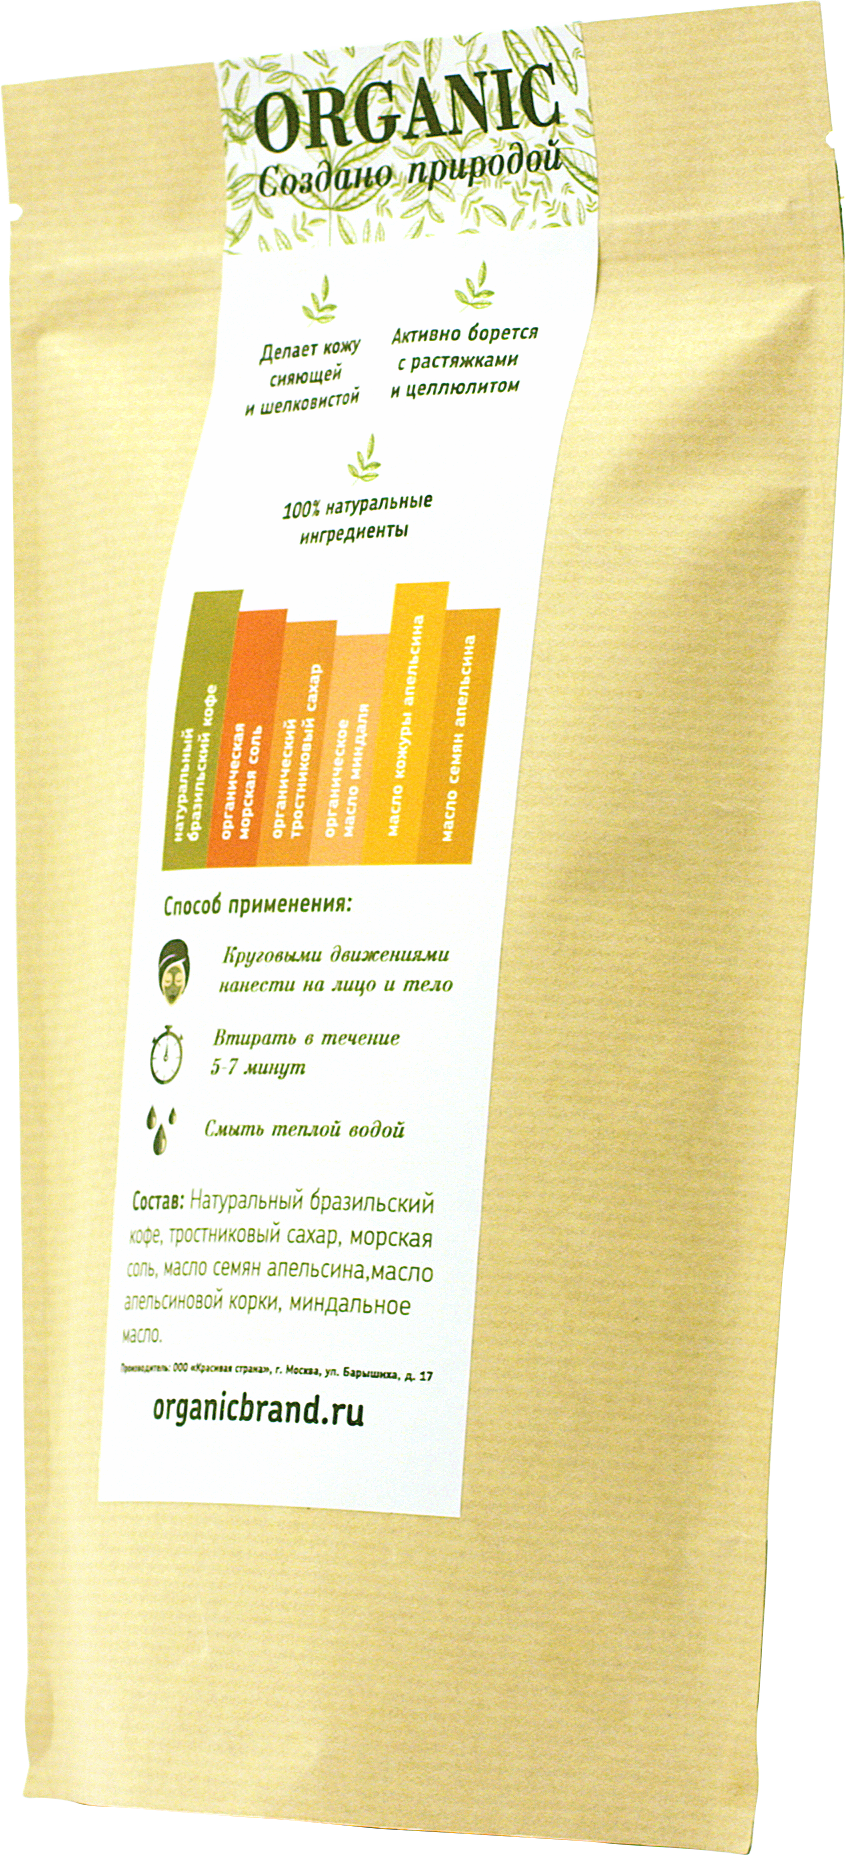 ORGANIC
Создано природой
Делает кожу
сияющей
и шелковистой
Активно борется
с растяжками
и целлюлитом
100% натуральные
ингредиенты
натуральный
бразильский кофе
органическая
морская соль
органический
тростниковый сахар
органическое
масло миндаля
масло кожуры апельсина
масло семян апельсина
Способ применения:
Круговыми движениями
нанести на лицо и тело
Втирать в течение
5-7 минут
Смыть теплой водой
Состав: Натуральный бразильский
кофе, тростниковый сахар, морская
соль, масло семян апельсина,масло
апельсиновой корки, миндальное
масло.
Производитель: ООО «Красивая страна», г. Москва, ул. Барышиха, д. 17
organicbrand.ru